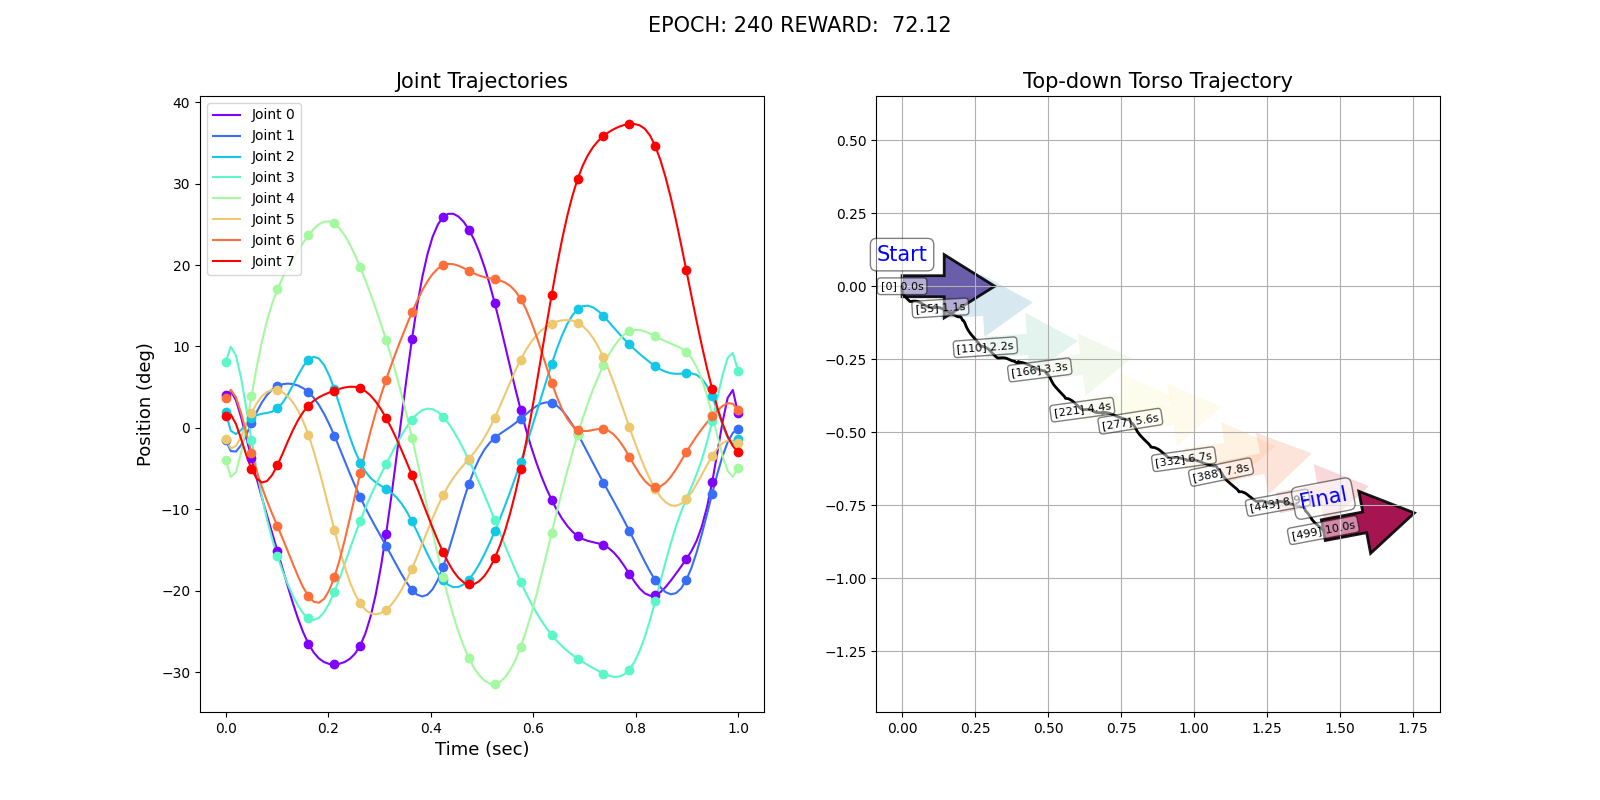 EPOCH: 240 REWARD:  72.12
Joint Trajectories
40
30
20
10
0
−10
−20
−30
Position (deg)
Joint 0
Joint 1
Joint 2
Joint 3
Joint 4
Joint 5
Joint 6
Joint 7
0.0
0.2
0.4
0.6
0.8
1.0
Time (sec)
Top-down Torso Trajectory
0.50
0.25
0.00
−0.25
−0.50
−0.75
−1.00
−1.25
Start
[0] 0.0s
[55] 1.1s
[110] 2.2s
[166] 3.3s
[221] 4.4s
[277] 5.6s
[332] 6.7s
[388] 7.8s
[443] 8.9
Final
[499] 10.0s
0.00
0.25
0.50
0.75
1.00
1.25
1.50
1.75